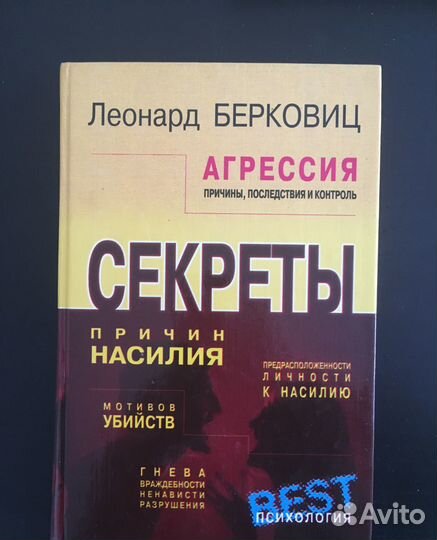 Леонард БЕРКОВИЦ
АГРЕССИЯ
ПРИЧИНЫ, ПОСЛЕДСТВИЯ И КОНТРОЛЬ
СЕКРЕТЫ
ПРИЧИН
НАСИЛИЯ
ПРЕДРАСПОЛОЖЕННОСТИ
ЛИЧНОСТИ
К НАСИЛИЮ
МОТИВОВ
УБИЙСТВ
ГНЕВА
ВРАЖДЕБНОСТИ
НЕНАВИСТИ
РАЗРУШЕНИЯ
BEST
ПСИХОЛОГИЯ
Avito